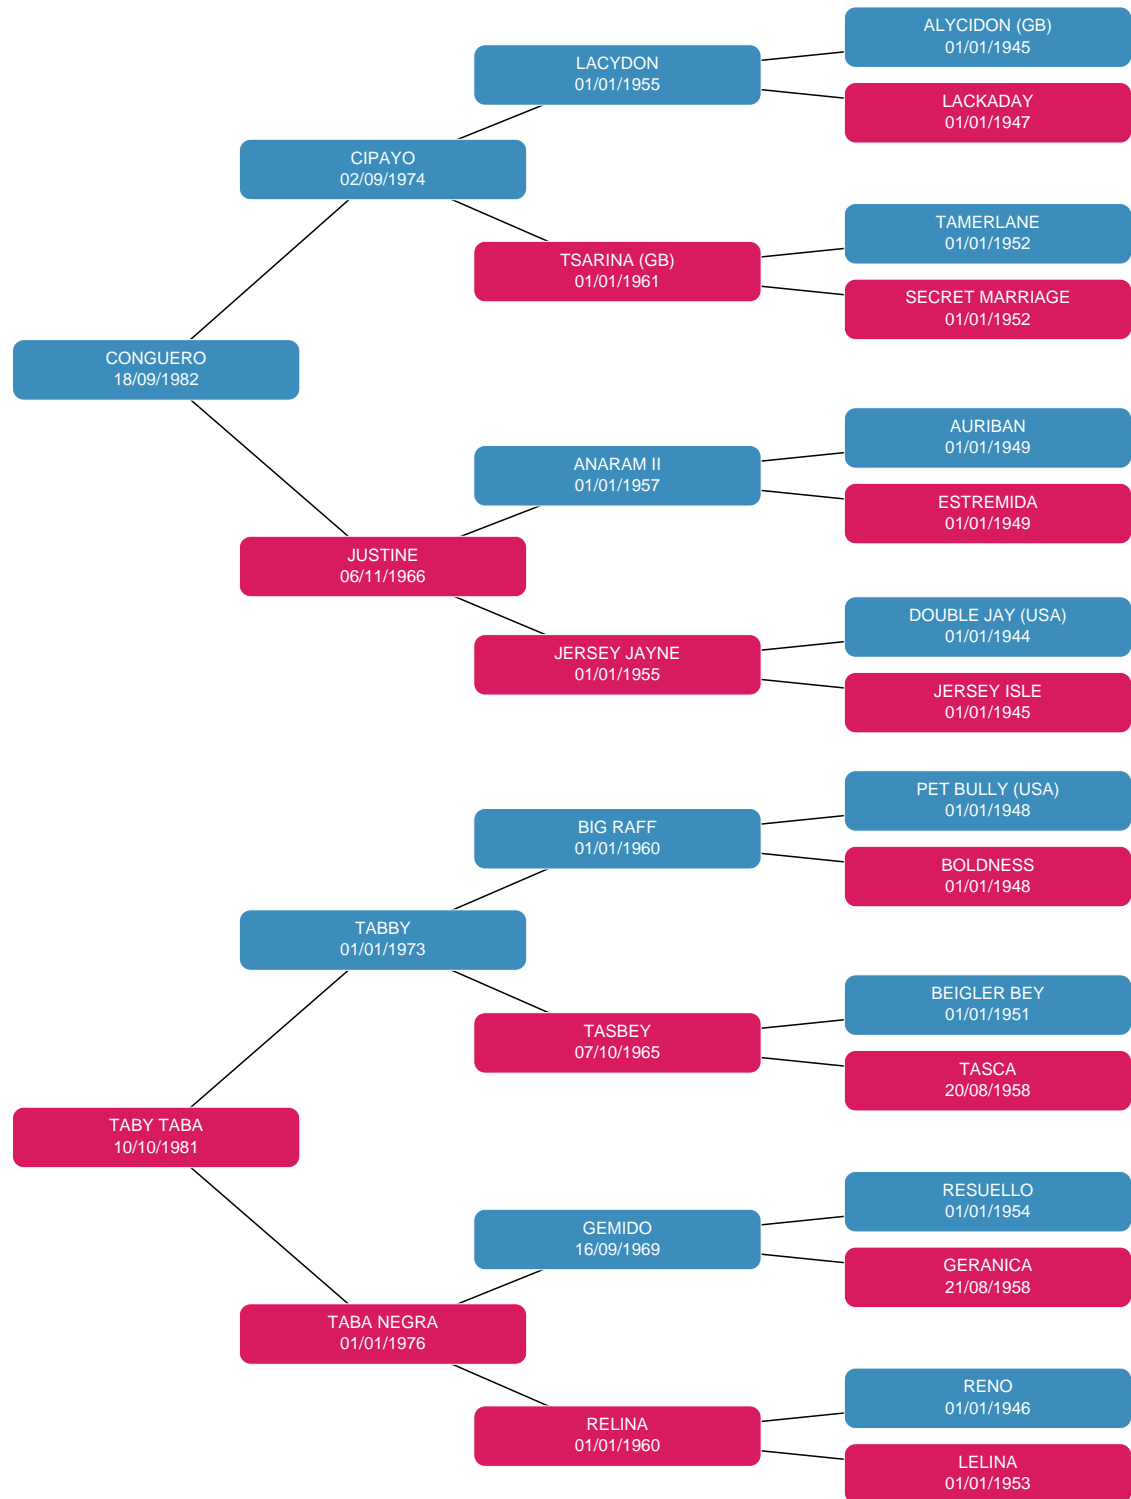 ALYCIDON (GB)
01/01/1945
LACYDON
01/01/1955
LACKADAY
01/01/1947
CIPAYO
02/09/1974
TAMERLANE
01/01/1952
TSARINA (GB)
01/01/1961
SECRET MARRIAGE
01/01/1952
CONGUERO
18/09/1982
AURIBAN
01/01/1949
ANARAM II
01/01/1957
ESTREMIDA
01/01/1949
JUSTINE
06/11/1966
DOUBLE JAY (USA)
01/01/1944
JERSEY JAYNE
01/01/1955
JERSEY ISLE
01/01/1945
PET BULLY (USA)
01/01/1948
BIG RAFF
01/01/1960
BOLDNESS
01/01/1948
TABBY
01/01/1973
BEIGLER BEY
01/01/1951
TASBEY
07/10/1965
TASCA
20/08/1958
TABY TABA
10/10/1981
RESUELLO
01/01/1954
GEMIDO
16/09/1969
GERANICA
21/08/1958
TABA NEGRA
01/01/1976
RENO
01/01/1946
RELINA
01/01/1960
LELINA
01/01/1953